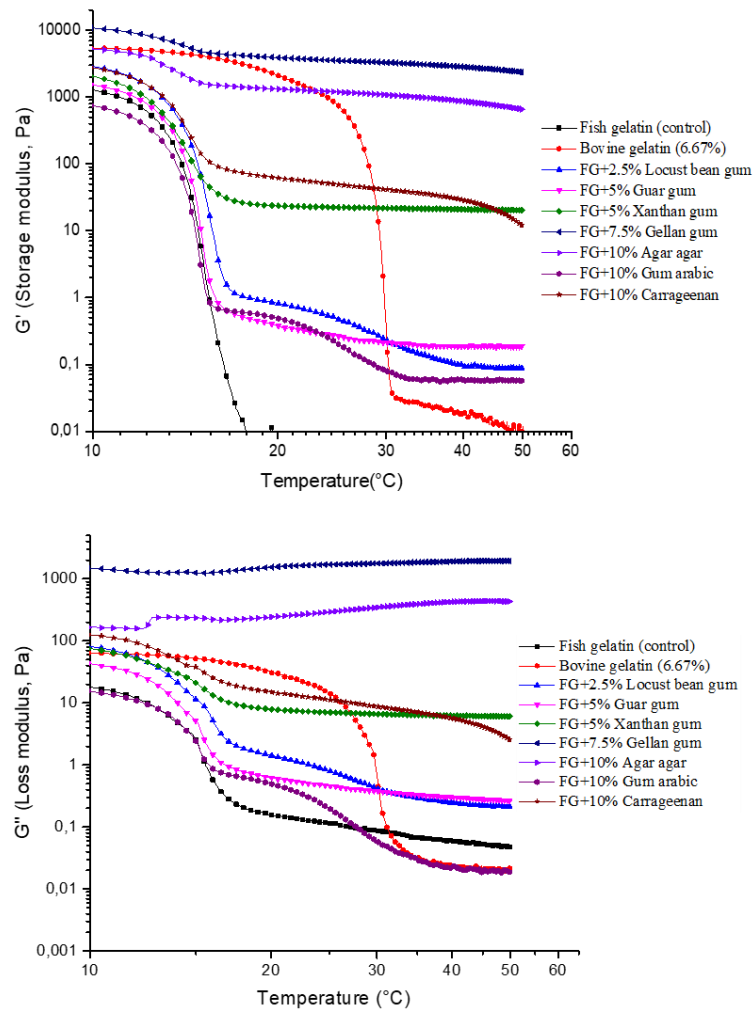 10000
1000
100
10
1
0,1
0,01
G' (Storage modulus, Pa)
10
20
30
40
50
60
Temperature(°C)
Fish gelatin (control)
Bovine gelatin (6.67%)
FG+2.5% Locust bean gum
FG+5% Guar gum
FG+5% Xanthan gum
FG+7.5% Gellan gum
FG+10% Agar agar
FG+10% Gum arabic
FG+10% Carrageenan
1000
100
10
1
0,1
0,01
0,001
G'' (Loss modulus, Pa)
10
20
30
40
50
60
Temperature (°C)
Fish gelatin (control)
Bovine gelatin (6.67%)
FG+2.5% Locust bean gum
FG+5% Guar gum
FG+5% Xanthan gum
FG+7.5% Gellan gum
FG+10% Agar agar
FG+10% Gum arabic
FG+10% Carrageenan